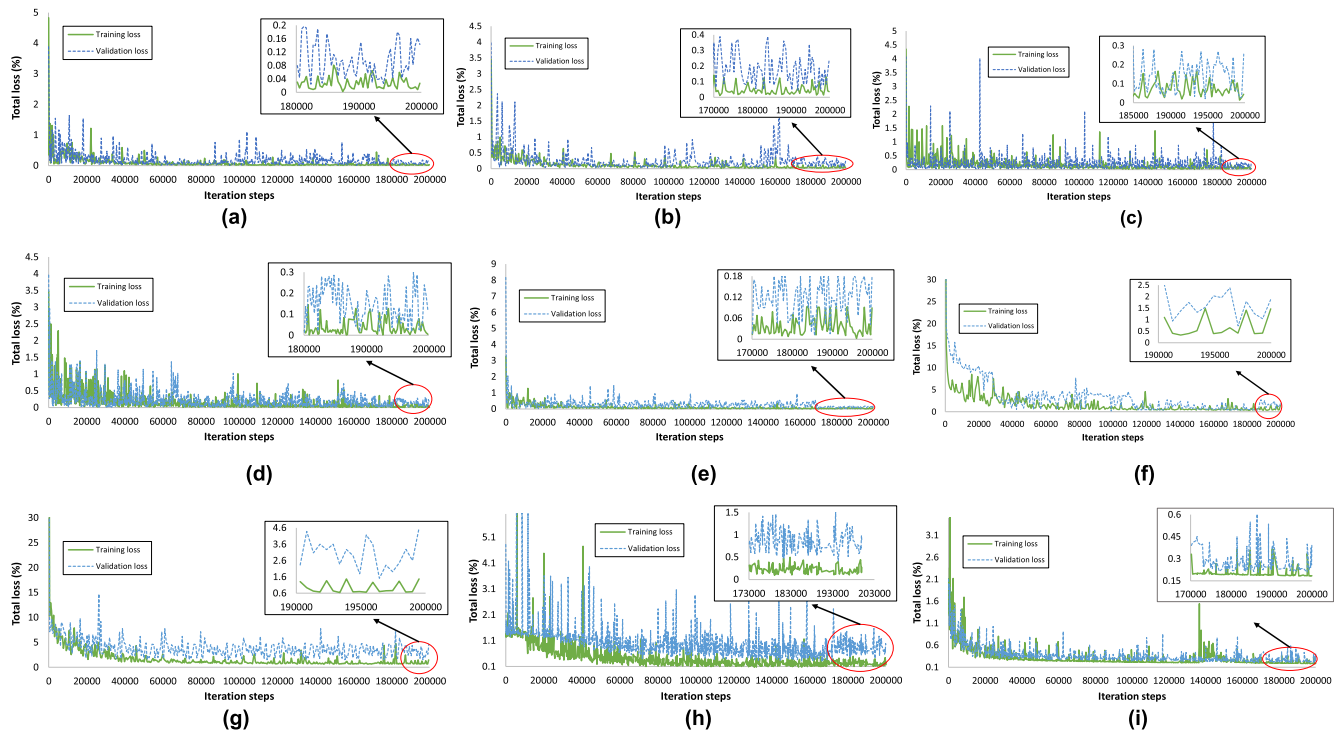 Total loss (%)
5
4
3
2
1
0
Training loss
Validation loss
0.2
0.16
0.12
0.08
0.04
0
180000 190000 200000
0 20000 40000 60000 80000 100000 120000 140000 160000 180000 200000
Iteration steps
(a)
Total loss (%)
4.5
4
3.5
3
2.5
2
1.5
1
0.5
0
Training loss
Validation loss
0.4
0.3
0.2
0.1
0
170000 180000 190000 200000
0 20000 40000 60000 80000 100000 120000 140000 160000 180000 200000
Iteration steps
(b)
Total loss (%)
5
4.5
4
3.5
3
2.5
2
1.5
1
0.5
0
Training loss
Validation loss
0.3
0.2
0.1
0
185000 190000 195000 200000
0 20000 40000 60000 80000 100000 120000 140000 160000 180000 200000
Iteration steps
(c)
Total loss (%)
4.5
4
3.5
3
2.5
2
1.5
1
0.5
0
Training loss
Validation loss
0.3
0.2
0.1
0
180000 190000 200000
0 20000 40000 60000 80000 100000 120000 140000 160000 180000 200000
Iteration steps
(d)
Total loss (%)
9
8
7
6
5
4
3
2
1
0
Training loss
Validation loss
0.18
0.12
0.06
0
170000 180000 190000 200000
0 20000 40000 60000 80000 100000 120000 140000 160000 180000 200000
Iteration steps
(e)
Total loss (%)
30
25
20
15
10
5
0
Training loss
Validation loss
2.5
2
1.5
1
0.5
0
190000 195000 200000
0 20000 40000 60000 80000 100000 120000 140000 160000 180000 200000
Iteration steps
(f)
Total loss (%)
30
25
20
15
10
5
0
Training loss
Validation loss
4.6
3.6
2.6
1.6
0.6
190000 195000 200000
0 20000 40000 60000 80000 100000 120000 140000 160000 180000 200000
Iteration steps
(g)
Total loss (%)
5.1
4.1
3.1
2.1
1.1
0.1
Training loss
Validation loss
1.5
1
0.5
0
173000 183000 193000 203000
0 20000 40000 60000 80000 100000 120000 140000 160000 180000 200000
Iteration steps
(h)
Total loss (%)
3.1
2.6
2.1
1.6
1.1
0.6
0.1
Training loss
Validation loss
0.6
0.45
0.3
0.15
170000 180000 190000 200000
0 20000 40000 60000 80000 100000 120000 140000 160000 180000 200000
Iteration steps
(i)